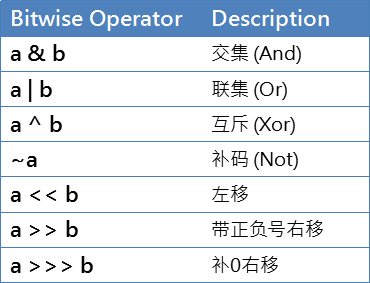 Bitwise Operator Description
a & b 交集 (And)
a | b 联集 (Or)
a ^ b 互斥 (Xor)
~a 补码 (Not)
a << b 左移
a >> b 带正负号右移
a >>> b 补0右移